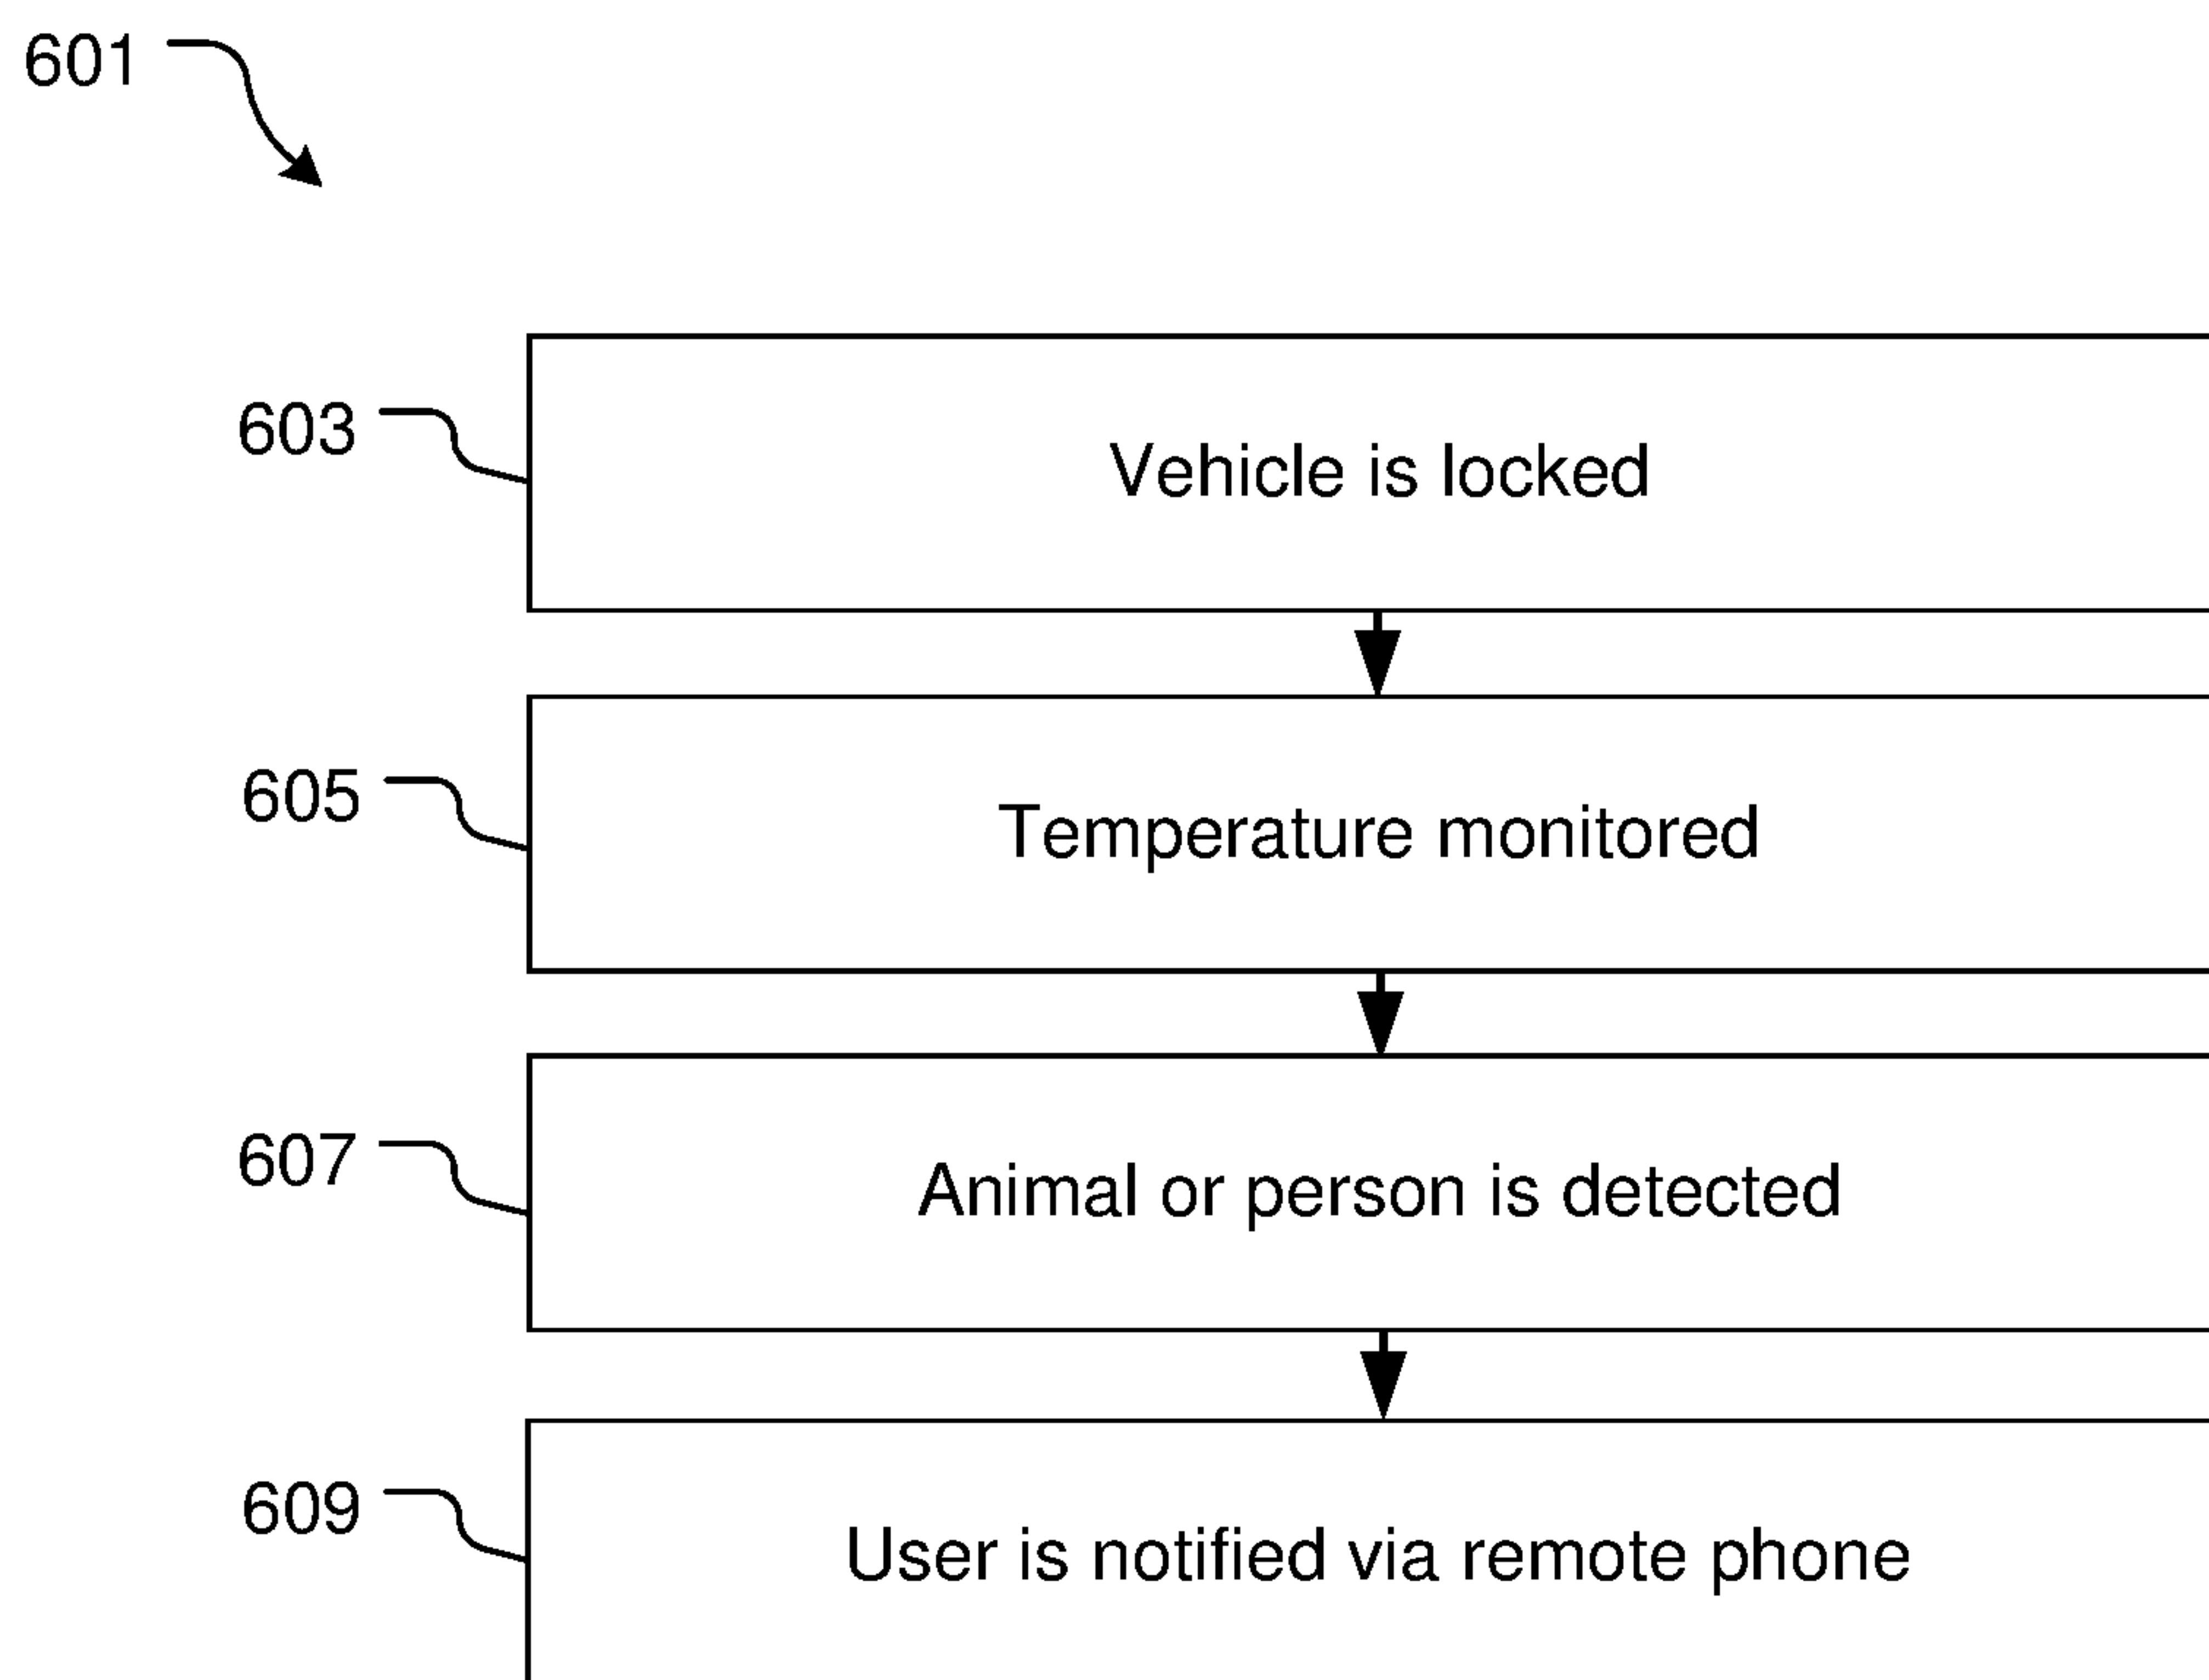 601
603
Vehicle is locked
605
Temperature monitored
607
Animal or person is detected
609
User is notified via remote phone